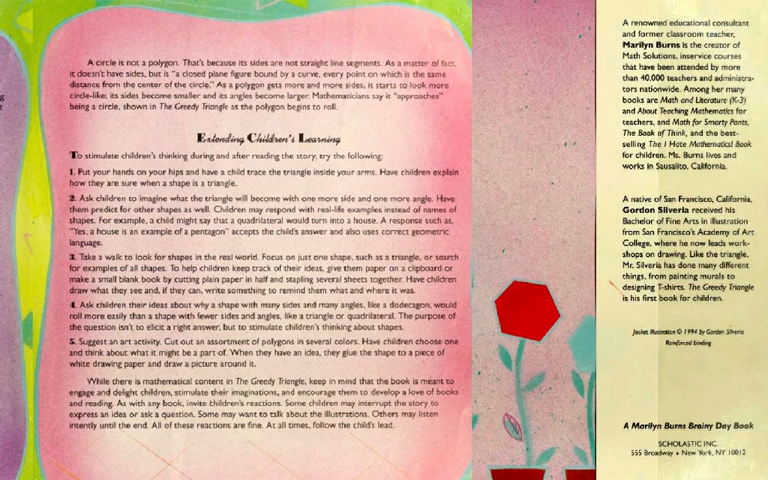 A circle is not a polygon. That's because its sides are not straight line segments. As a matter of fact,
it doesn't have sides, but is "a closed plane figure bound by a curve, every point on which is the same
distance from the center of the circle." As a polygon gets more and more sides, it starts to look more
circle-like; its sides become smaller and its angles become larger. Mathematicians say it "approaches"
being a circle, shown in The Greedy Triangle as the polygon begins to roll.
Extending Children's Learning
To stimulate children's thinking during and after reading the story, try the following:
1. Put your hands on your hips and have a child trace the triangle inside your arms. Have children explain
how they are sure when a shape is a triangle.
2. Ask children to imagine what the triangle will become with one more side and one more angle. Have
them predict for other shapes as well. Children may respond with real-life examples instead of names of
shapes. For example, a child might say that a quadrilateral would turn into a house. A response such as,
"Yes, a house is an example of a pentagon" accepts the child's answer and also uses correct geometric
language.
3. Take a walk to look for shapes in the real world. Focus on just one shape, such as a triangle, or search
for examples of all shapes. To help children keep track of their ideas, give them paper on a clipboard or
make a small blank book by cutting plain paper in half and stapling several sheets together. Have children
draw what they see and, if they can, write something to remind them what and where it was.
4. Ask children their ideas about why a shape with many sides and many angles, like a dodecagon, would
roll more easily than a shape with fewer sides and angles, like a triangle or quadrilateral. The purpose of
the question isn't to elicit a right answer, but to stimulate children's thinking about shapes.
5. Suggest an art activity. Cut out an assortment of polygons in several colors. Have children choose one
and think about what it might be a part of. When they have an idea, they glue the shape to a piece of
white drawing paper and draw a picture around it.
While there is mathematical content in The Greedy Triangle, keep in mind that the book is meant to
engage and delight children, stimulate their imaginations, and encourage them to develop a love of books
and reading. As with any book, invite children's reactions. Some children may interrupt the story to
express an idea or ask a question. Some may want to talk about the illustrations. Others may listen
intently until the end. All of these reactions are fine. At all times, follow the child's lead.
A renowned educational consultant
and former classroom teacher,
Marilyn Burns is the creator of
Math Solutions, inservice courses
that have been attended by more
than 40,000 teachers and administra-
tors nationwide. Among her many
books are Math and Literature (K-3)
and About Teaching Mathematics for
teachers, and Math for Smarty Pants,
The Book of Think, and the best-
selling The I Hate Mathematics! Book
for children. Ms. Burns lives and
works in Sausalito, California.
A native of San Francisco, California,
Gordon Silveria received his
Bachelor of Fine Arts in illustration
from San Francisco's Academy of Art
College, where he now leads work-
shops on drawing. Like the triangle,
Mr. Silveria has done many different
things, from painting murals to
designing T-shirts. The Greedy Triangle
is his first book for children.
Jacket illustration © 1994 by Gordon Silveria
Reinforced binding
A Marilyn Burns Brainy Day Book
SCHOLASTIC INC.
555 Broadway • New York, NY 10012